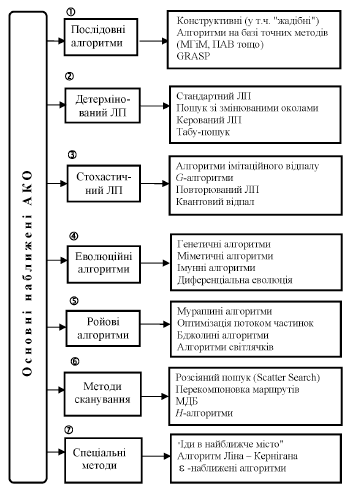 Основні наближені АКО
①
Послідовні
алгоритми
Конструктивні (у т.ч. "жадібні")
Алгоритми на базі точних методів
(МГіМ, ПАВ тощо)
GRASP
②
Детерміно-
ований ЛП
Стандартний ЛП
Пошук зі змінюваними околами
Керований ЛП
Табу-пошук
③
Стохастич-
ний ЛП
Алгоритми імітаційного відпалу
G-алгоритми
Повторюваний ЛП
Квантовий відпал
④
Еволюційні
алгоритми
Генетичні алгоритми
Міметичні алгоритми
Імунні алгоритми
Диференціальна еволюція
⑤
Ройові
алгоритми
Мурашині алгоритми
Оптимізація потоком частинок
Бджолині алгоритми
Алгоритми світлячків
⑥
Методи
сканування
Розсіяний пошук (Scatter Search)
Перекомпоновка маршрутів
МДБ
H-алгоритми
⑦
Спеціальні
методи
"Іди в найближче місто"
Алгоритм Ліна – Кернігана
ε -наближені алгоритми